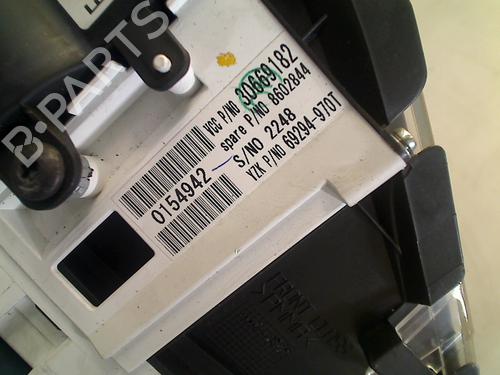 VCC P/NO 30669182
spare P/NO 8602844
S/NO 2248
YZK P/NO 69294-970T
0154942
B-PARTS